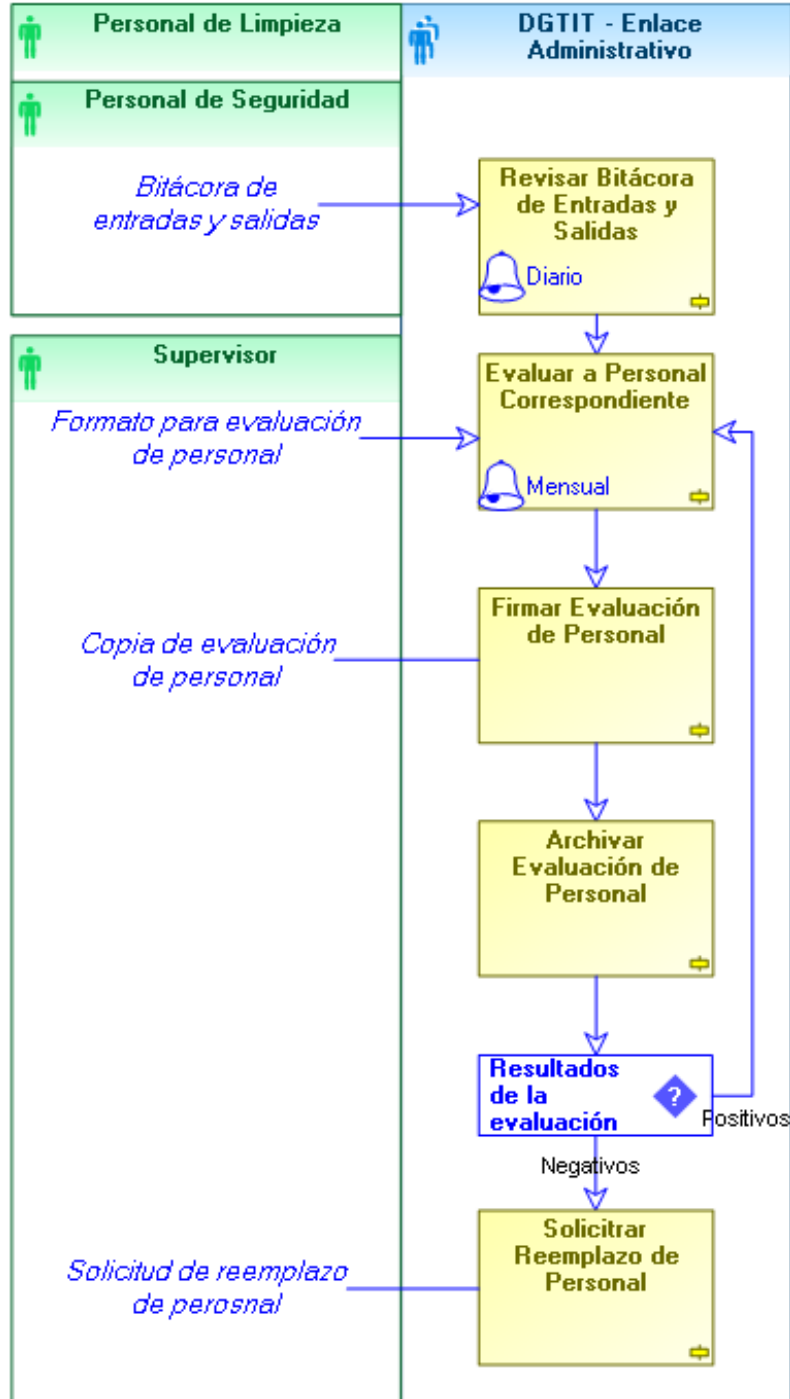 Personal de Limpieza
DGTIT - Enlace
Administrativo
Personal de Seguridad
Bitácora de
entradas y salidas
Revisar Bitácora
de Entradas y
Salidas
Diario
Supervisor
Formato para evaluación
de personal
Evaluar a Personal
Correspondiente
Mensual
Copia de evaluación
de personal
Firmar Evaluación
de Personal
Archivar
Evaluación de
Personal
Resultados
de la
evaluación
?
Positivos
Negativos
Solicitud de reemplazo
de perosnal
Solicitrar
Reemplazo de
Personal